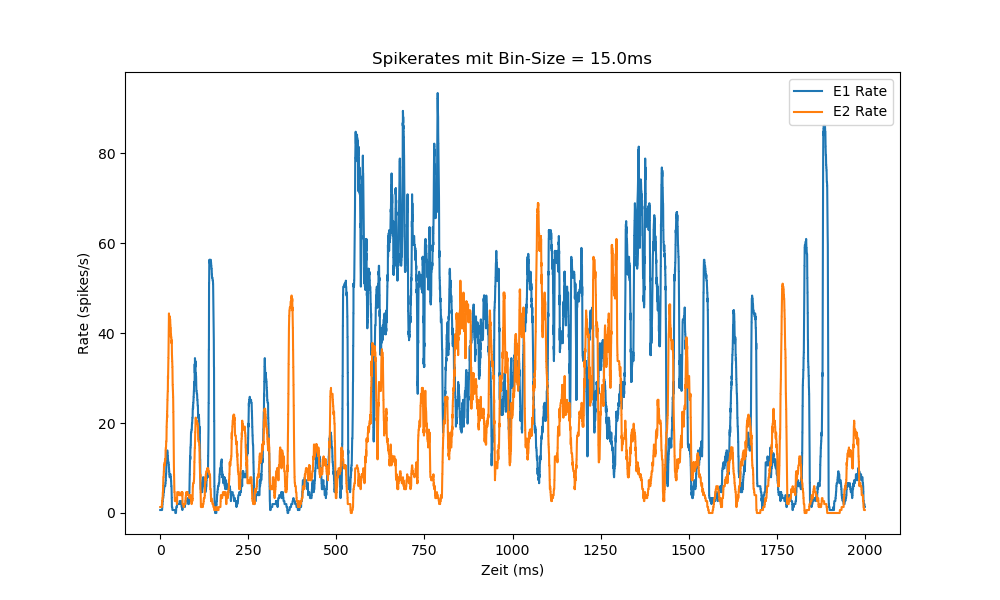 Spikerates mit Bin-Size = 15.0ms
E1 Rate
E2 Rate
Rate (spikes/s)
80
60
40
20
0
0 250 500 750 1000 1250 1500 1750 2000
Zeit (ms)